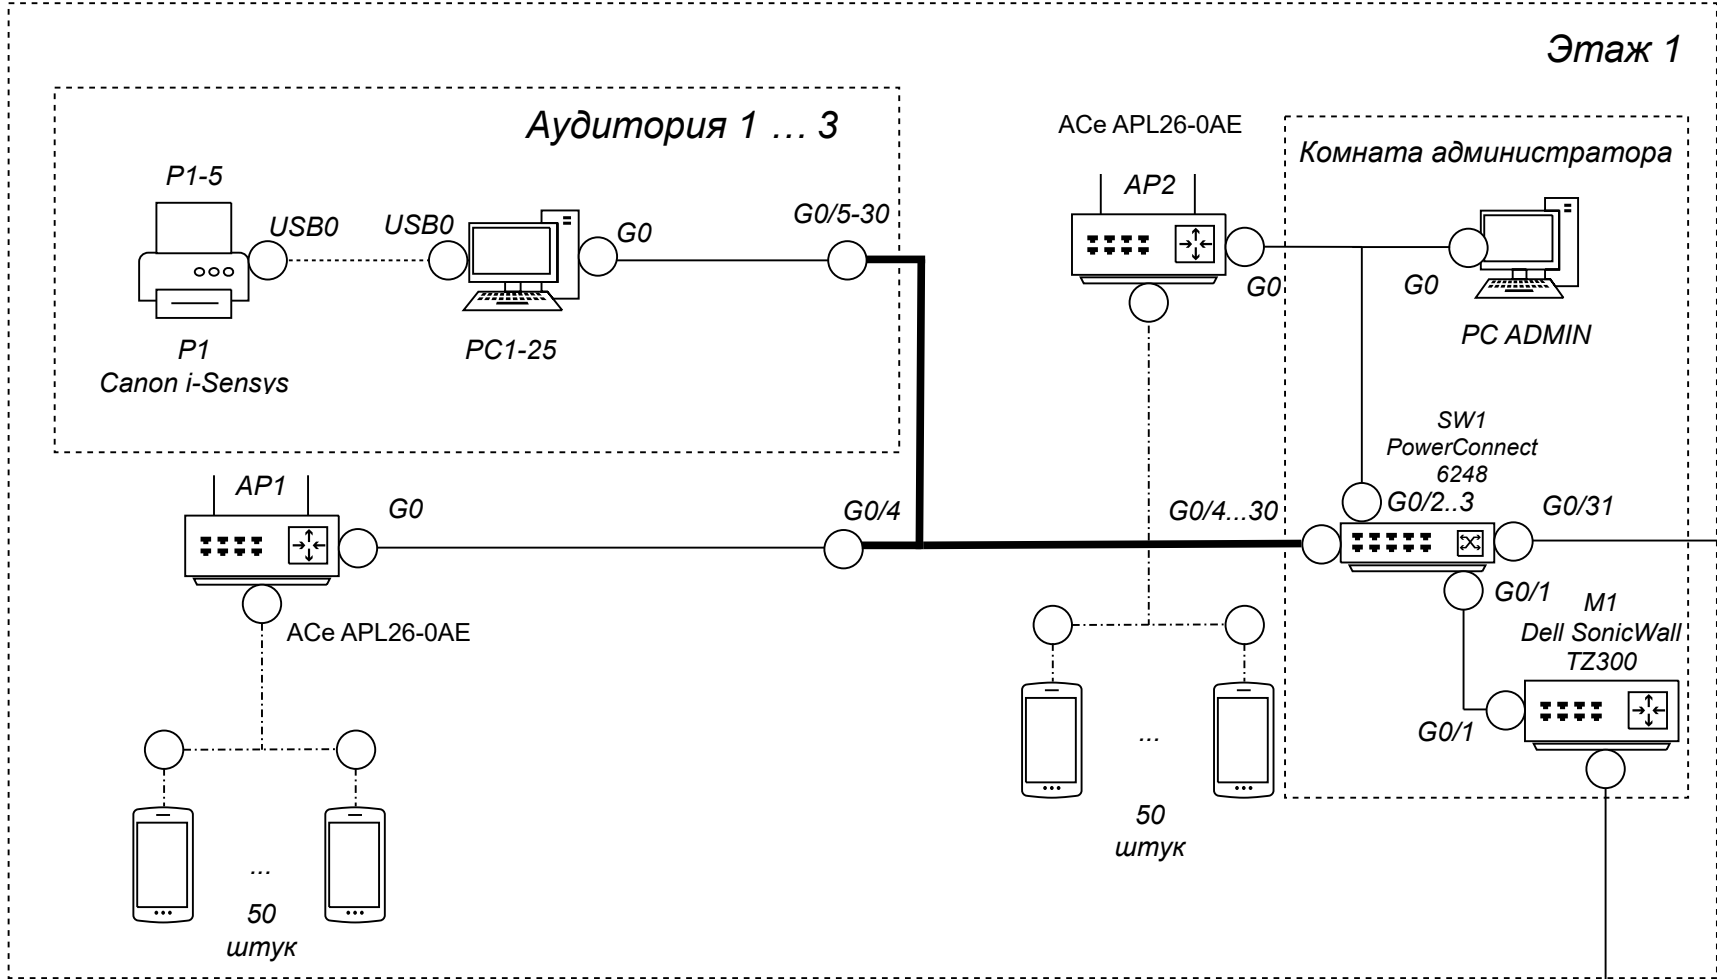 Этаж 1
Аудитория 1 … 3
P1-5
USB0
USB0
G0
G0/5-30
P1
Canon i-Sensys
PC1-25
ACe APL26-0AE
AP2
G0
Комната администратора
G0
PC ADMIN
SW1
PowerConnect
6248
G0/2..3
G0/31
G0/4...30
G0/1
AP1
G0
G0/4
ACe APL26-0AE
M1
Dell SonicWall
TZ300
G0/1
...
50
штук
...
50
штук